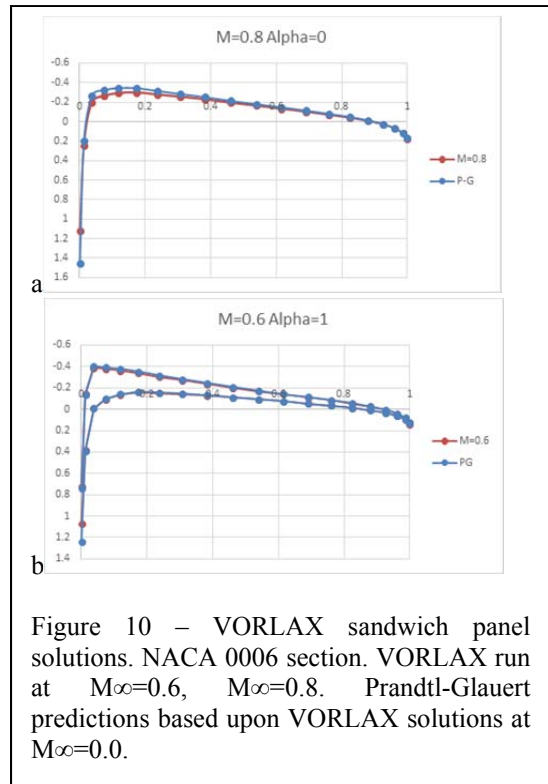 M=0.8 Alpha=0
-0.6
-0.4
-0.2
0
0.2
0.4
0.6
0.8
1
1.2
1.4
1.6
0 0.2 0.4 0.6 0.8 1
M=0.8
P-G
a
M=0.6 Alpha=1
-0.6
-0.4
-0.2
0
0.2
0.4
0.6
0.8
1
1.2
1.4
0 0.2 0.4 0.6 0.8 1
M=0.6
PG
b
Figure 10 – VORLAX sandwich panel
solutions. NACA 0006 section. VORLAX run
at M∞=0.6, M∞=0.8. Prandtl-Glauert
predictions based upon VORLAX solutions at
M∞=0.0.